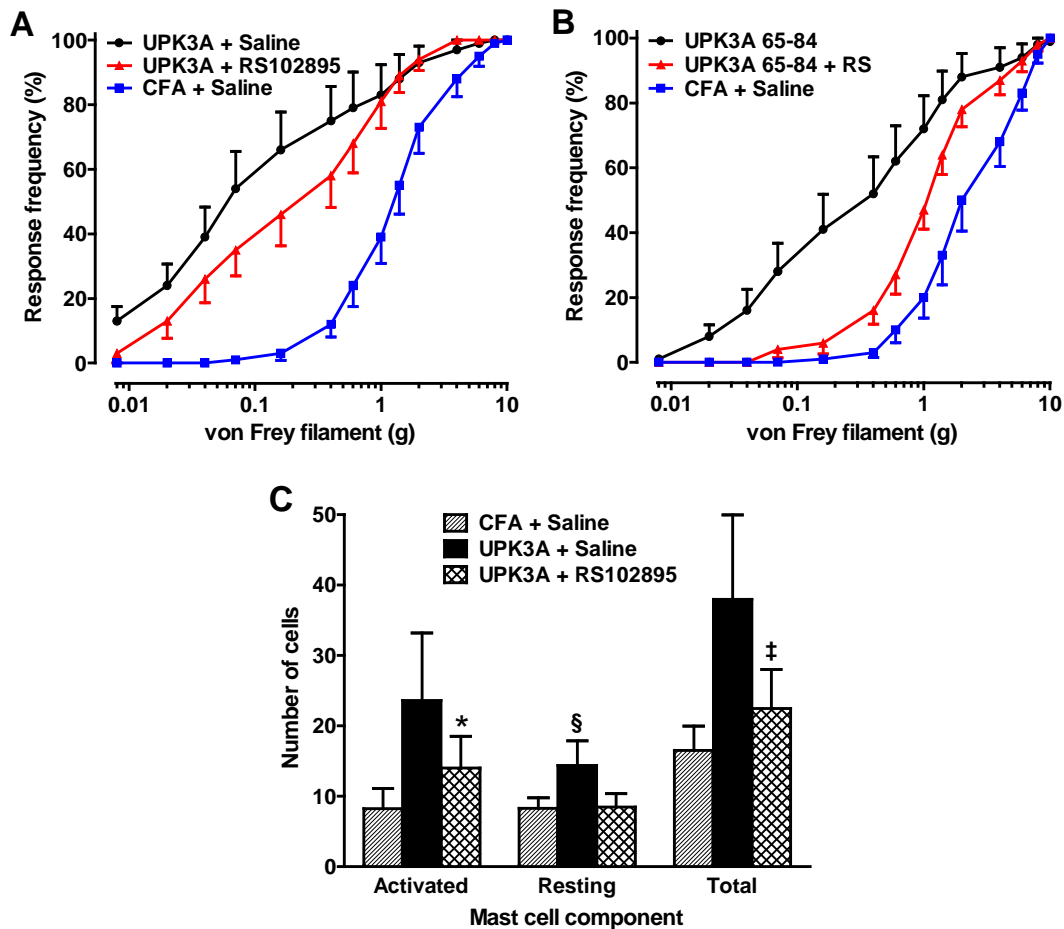 A
UPK3A + Saline
UPK3A + RS102895
CFA + Saline
Response frequency (%)
100
80
60
40
20
0
0.01
0.1
1
10
von Frey filament (g)
B
UPK3A 65-84
UPK3A 65-84 + RS
CFA + Saline
Response frequency (%)
100
80
60
40
20
0
0.01
0.1
1
10
von Frey filament (g)
C
CFA + Saline
UPK3A + Saline
UPK3A + RS102895
Number of cells
50
40
30
20
10
0
*
§
‡
Activated
Resting
Total
Mast cell component